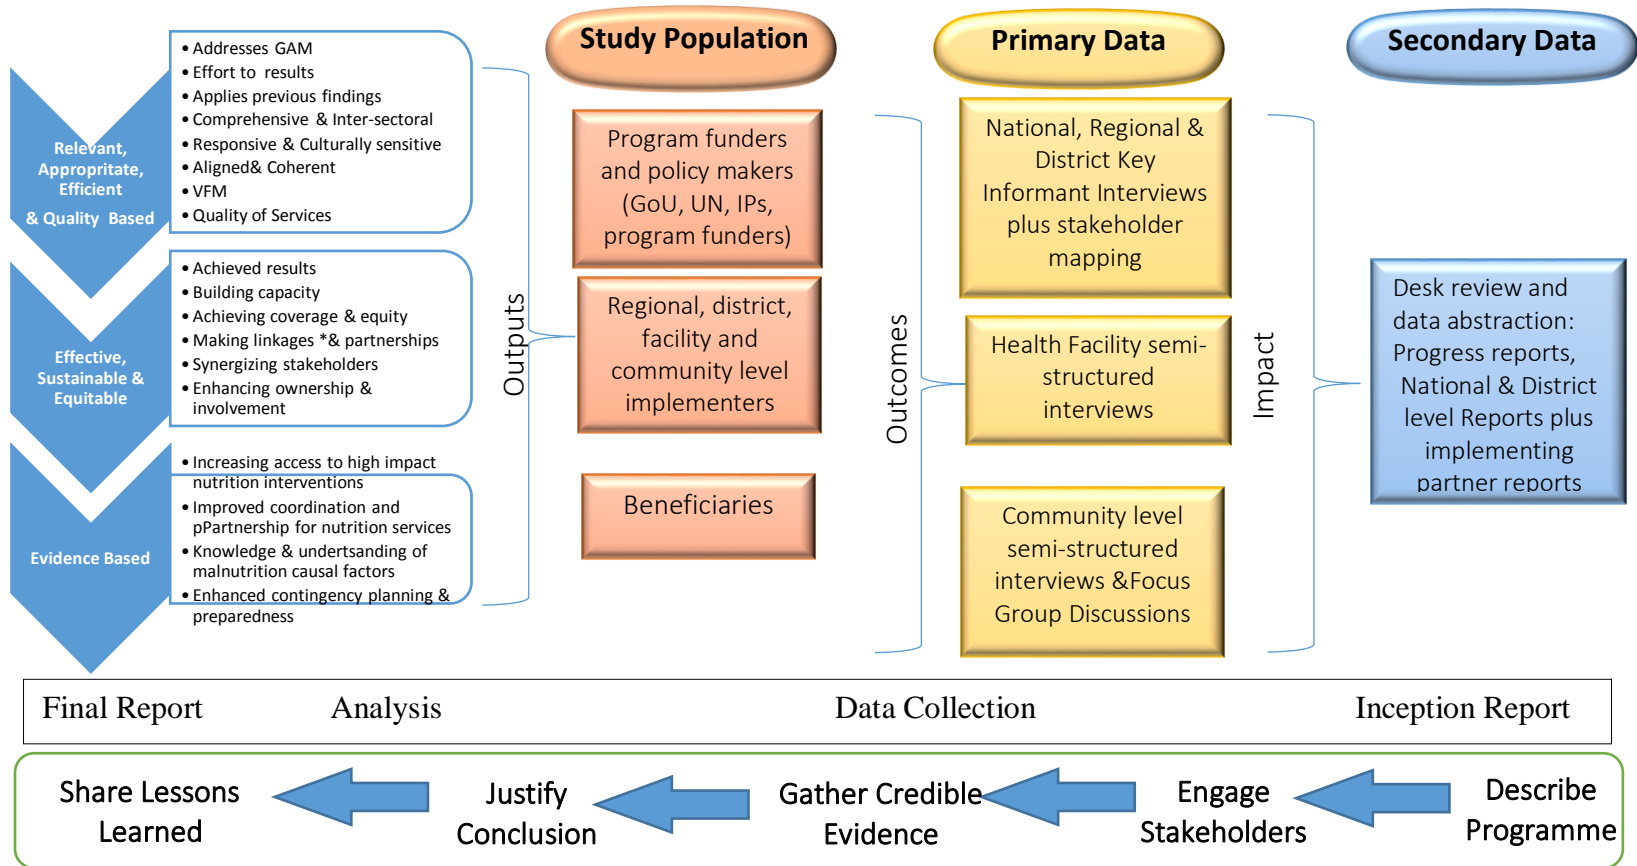 Relevant,
Appropritate,
Efficient
& Quality Based
• Addresses GAM
• Effort to results
• Applies previous findings
• Comprehensive & Inter-sectoral
• Responsive & Culturally sensitive
• Aligned& Coherent
• VFM
• Quality of Services
Effective,
Sustainable &
Equitable
• Achieved results
• Building capacity
• Achieving coverage & equity
• Making linkages *& partnerships
• Synergizing stakeholders
• Enhancing ownership &
involvement
Evidence Based
• Increasing access to high impact
nutrition interventions
• Improved coordination and
pPartnership for nutrition services
• Knowledge & undertsanding of
malnutrition causal factors
• Enhanced contingency planning &
preparedness
Outputs
Study Population
Program funders
and policy makers
(GoU, UN, IPs,
program funders)
Regional, district,
facility and
community level
implementers
Beneficiaries
Outcomes
Primary Data
National, Regional &
District Key
Informant Interviews
plus stakeholder
mapping
Health Facility semi-
structured
interviews
Community level
semi-structured
interviews &Focus
Group Discussions
Impact
Secondary Data
Desk review and
data abstraction:
Progress reports,
National & District
level Reports plus
implementing
partner reports
Final Report Analysis Data Collection Inception Report
Share Lessons
Learned
Justify
Conclusion
Gather Credible
Evidence
Engage
Stakeholders
Describe
Programme